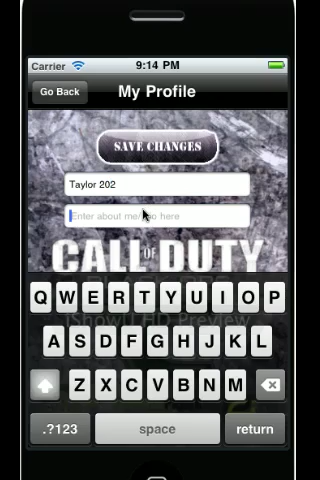 Carrier 9:14 PM
Go Back My Profile
SAVE CHANGES
Taylor 202
Enter about me/ o here
CALL OF DUTY
iShowU HD Preview
Q W E R T Y U I O P
A S D F G H J K L
Z X C V B N M
.?123 space return